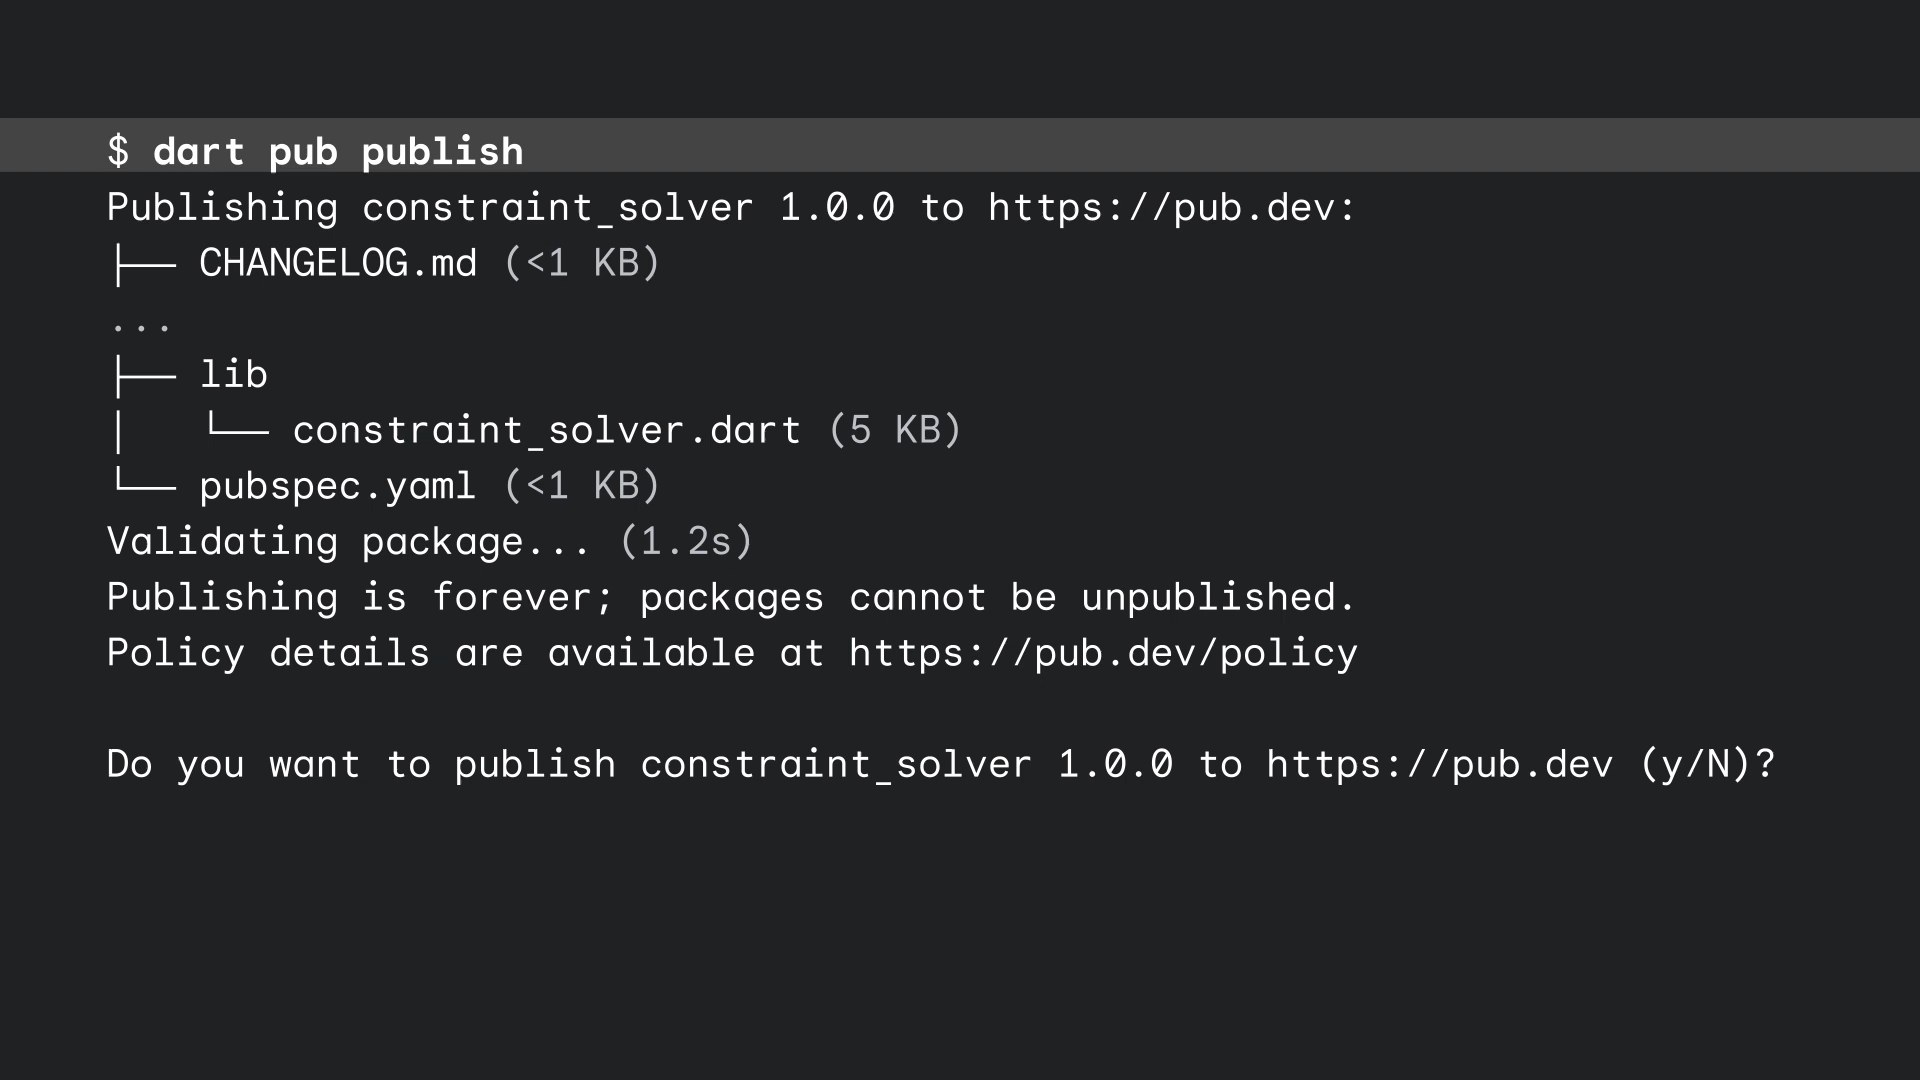 $ dart pub publish
Publishing constraint_solver 1.0.0 to https://pub.dev:
├── CHANGELOG.md (<1 KB)
...
├── lib
│   └── constraint_solver.dart (5 KB)
└── pubspec.yaml (<1 KB)
Validating package... (1.2s)
Publishing is forever; packages cannot be unpublished.
Policy details are available at https://pub.dev/policy
Do you want to publish constraint_solver 1.0.0 to https://pub.dev (y/N)?